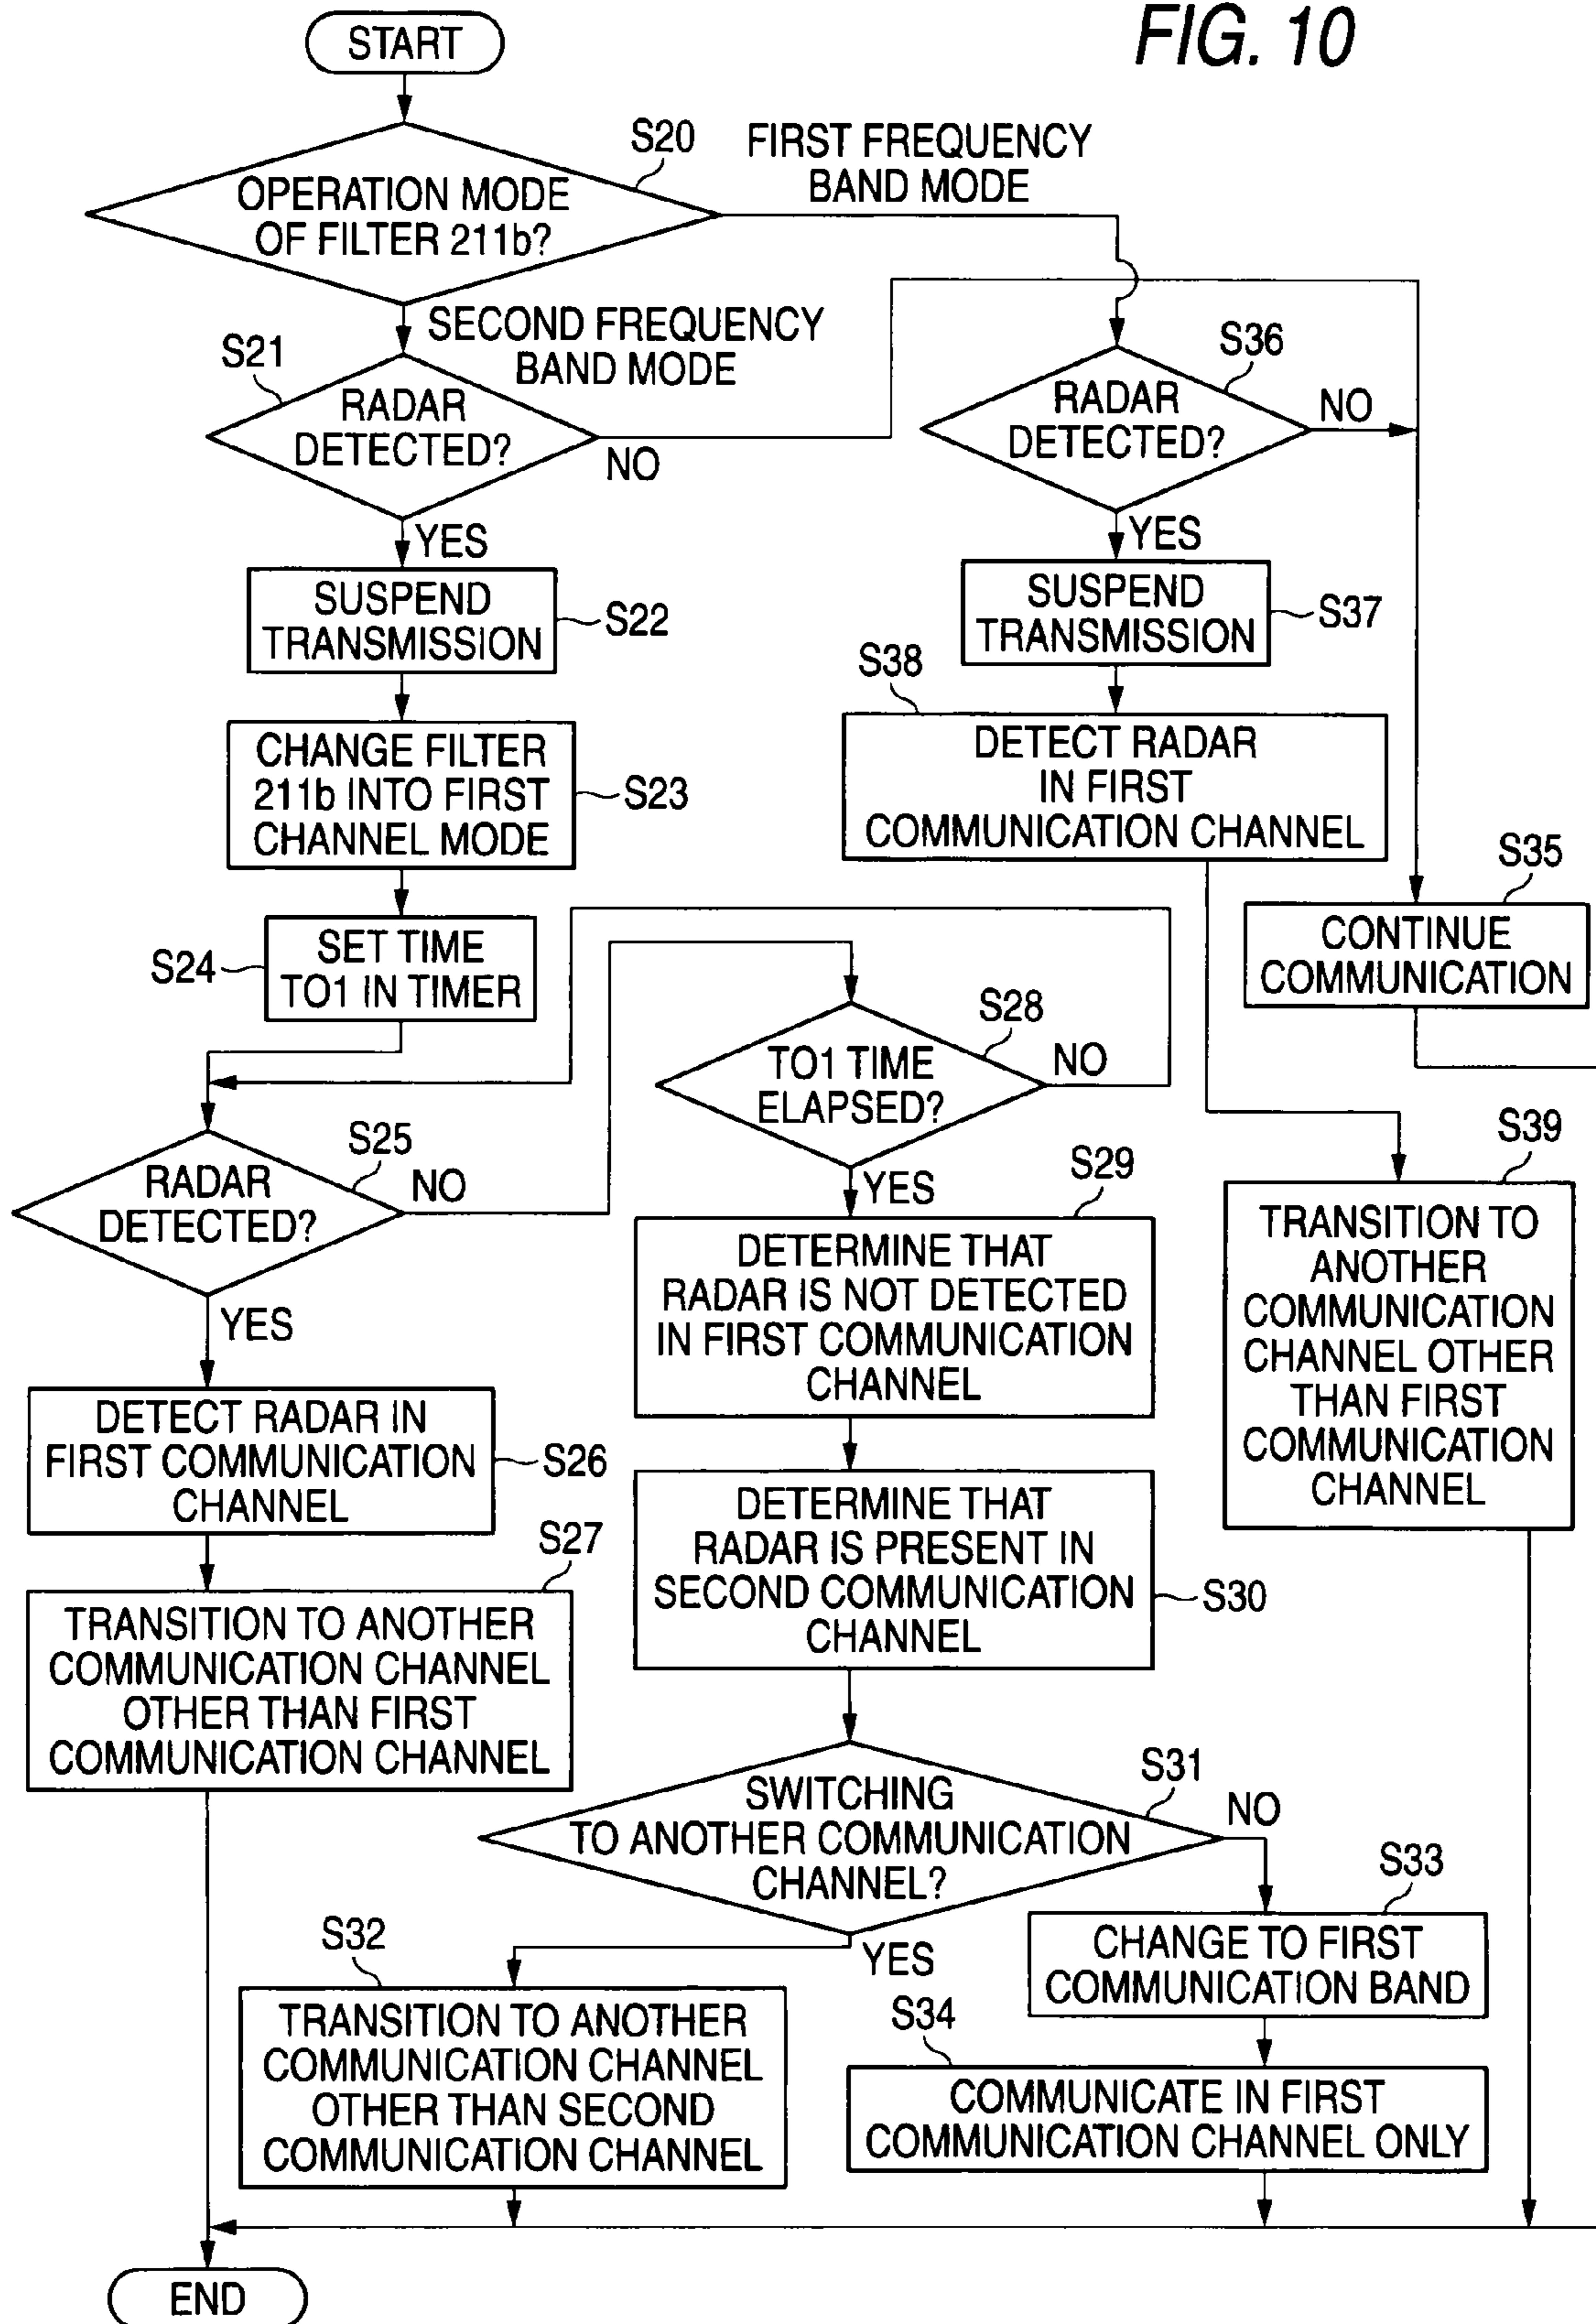 FIG. 10
START
S20
OPERATION MODE
OF FILTER 211b?
FIRST FREQUENCY
BAND MODE
SECOND FREQUENCY
BAND MODE
S21
RADAR
DETECTED?
NO
YES
S36
RADAR
DETECTED?
NO
YES
SUSPEND
TRANSMISSION
S22
SUSPEND
TRANSMISSION
S37
S38
DETECT RADAR
IN FIRST
COMMUNICATION CHANNEL
CHANGE FILTER
211b INTO FIRST
CHANNEL MODE
S23
S35
CONTINUE
COMMUNICATION
S24
SET TIME
TO1 IN TIMER
S28
TO1 TIME
ELAPSED?
NO
YES
S25
RADAR
DETECTED?
NO
YES
S29
DETERMINE THAT
RADAR IS NOT DETECTED
IN FIRST COMMUNICATION
CHANNEL
S39
TRANSITION TO
ANOTHER
COMMUNICATION
CHANNEL OTHER
THAN FIRST
COMMUNICATION
CHANNEL
DETECT RADAR IN
FIRST COMMUNICATION
CHANNEL
S26
DETERMINE THAT
RADAR IS PRESENT IN
SECOND COMMUNICATION
CHANNEL
S30
S27
TRANSITION TO ANOTHER
COMMUNICATION CHANNEL
OTHER THAN FIRST
COMMUNICATION CHANNEL
S31
SWITCHING
TO ANOTHER COMMUNICATION
CHANNEL?
NO
YES
S33
CHANGE TO FIRST
COMMUNICATION BAND
S32
TRANSITION TO ANOTHER
COMMUNICATION CHANNEL
OTHER THAN SECOND
COMMUNICATION CHANNEL
S34
COMMUNICATE IN FIRST
COMMUNICATION CHANNEL ONLY
END